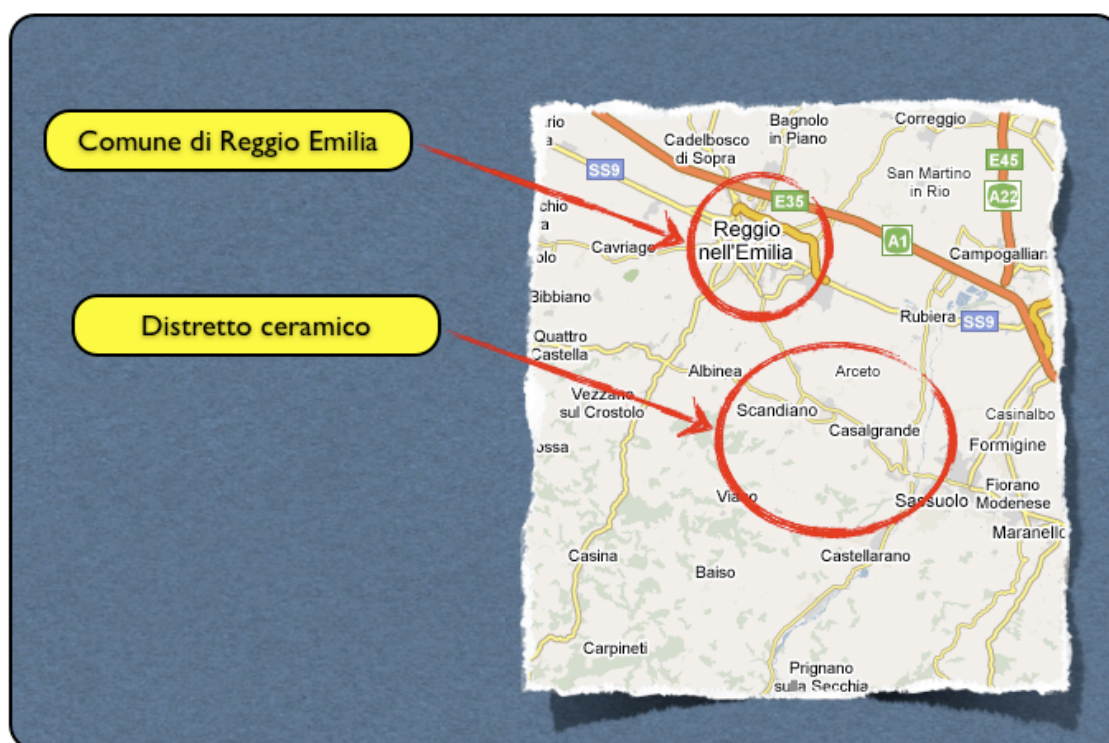 Comune di Reggio Emilia
Distretto ceramico
Bagnolo
in Piano
Correggio
Cadelbosco
di Sopra
E45
SS9
San Martino
in Rio
A22
E35
Reggio
nell'Emilia
A1
Cavriago
Campogallian
Bibbiano
Rubiera
SS9
Quattro
Castella
Albinea
Arceto
Vezzano
sul Crostolo
Scandiano
Casalgrande
Casinalbo
Formigine
Viano
Sassuolo
Fiorano
Modenese
Maranello
Casina
Castellarano
Baiso
Carpineti
Prignano
sulla Secchia